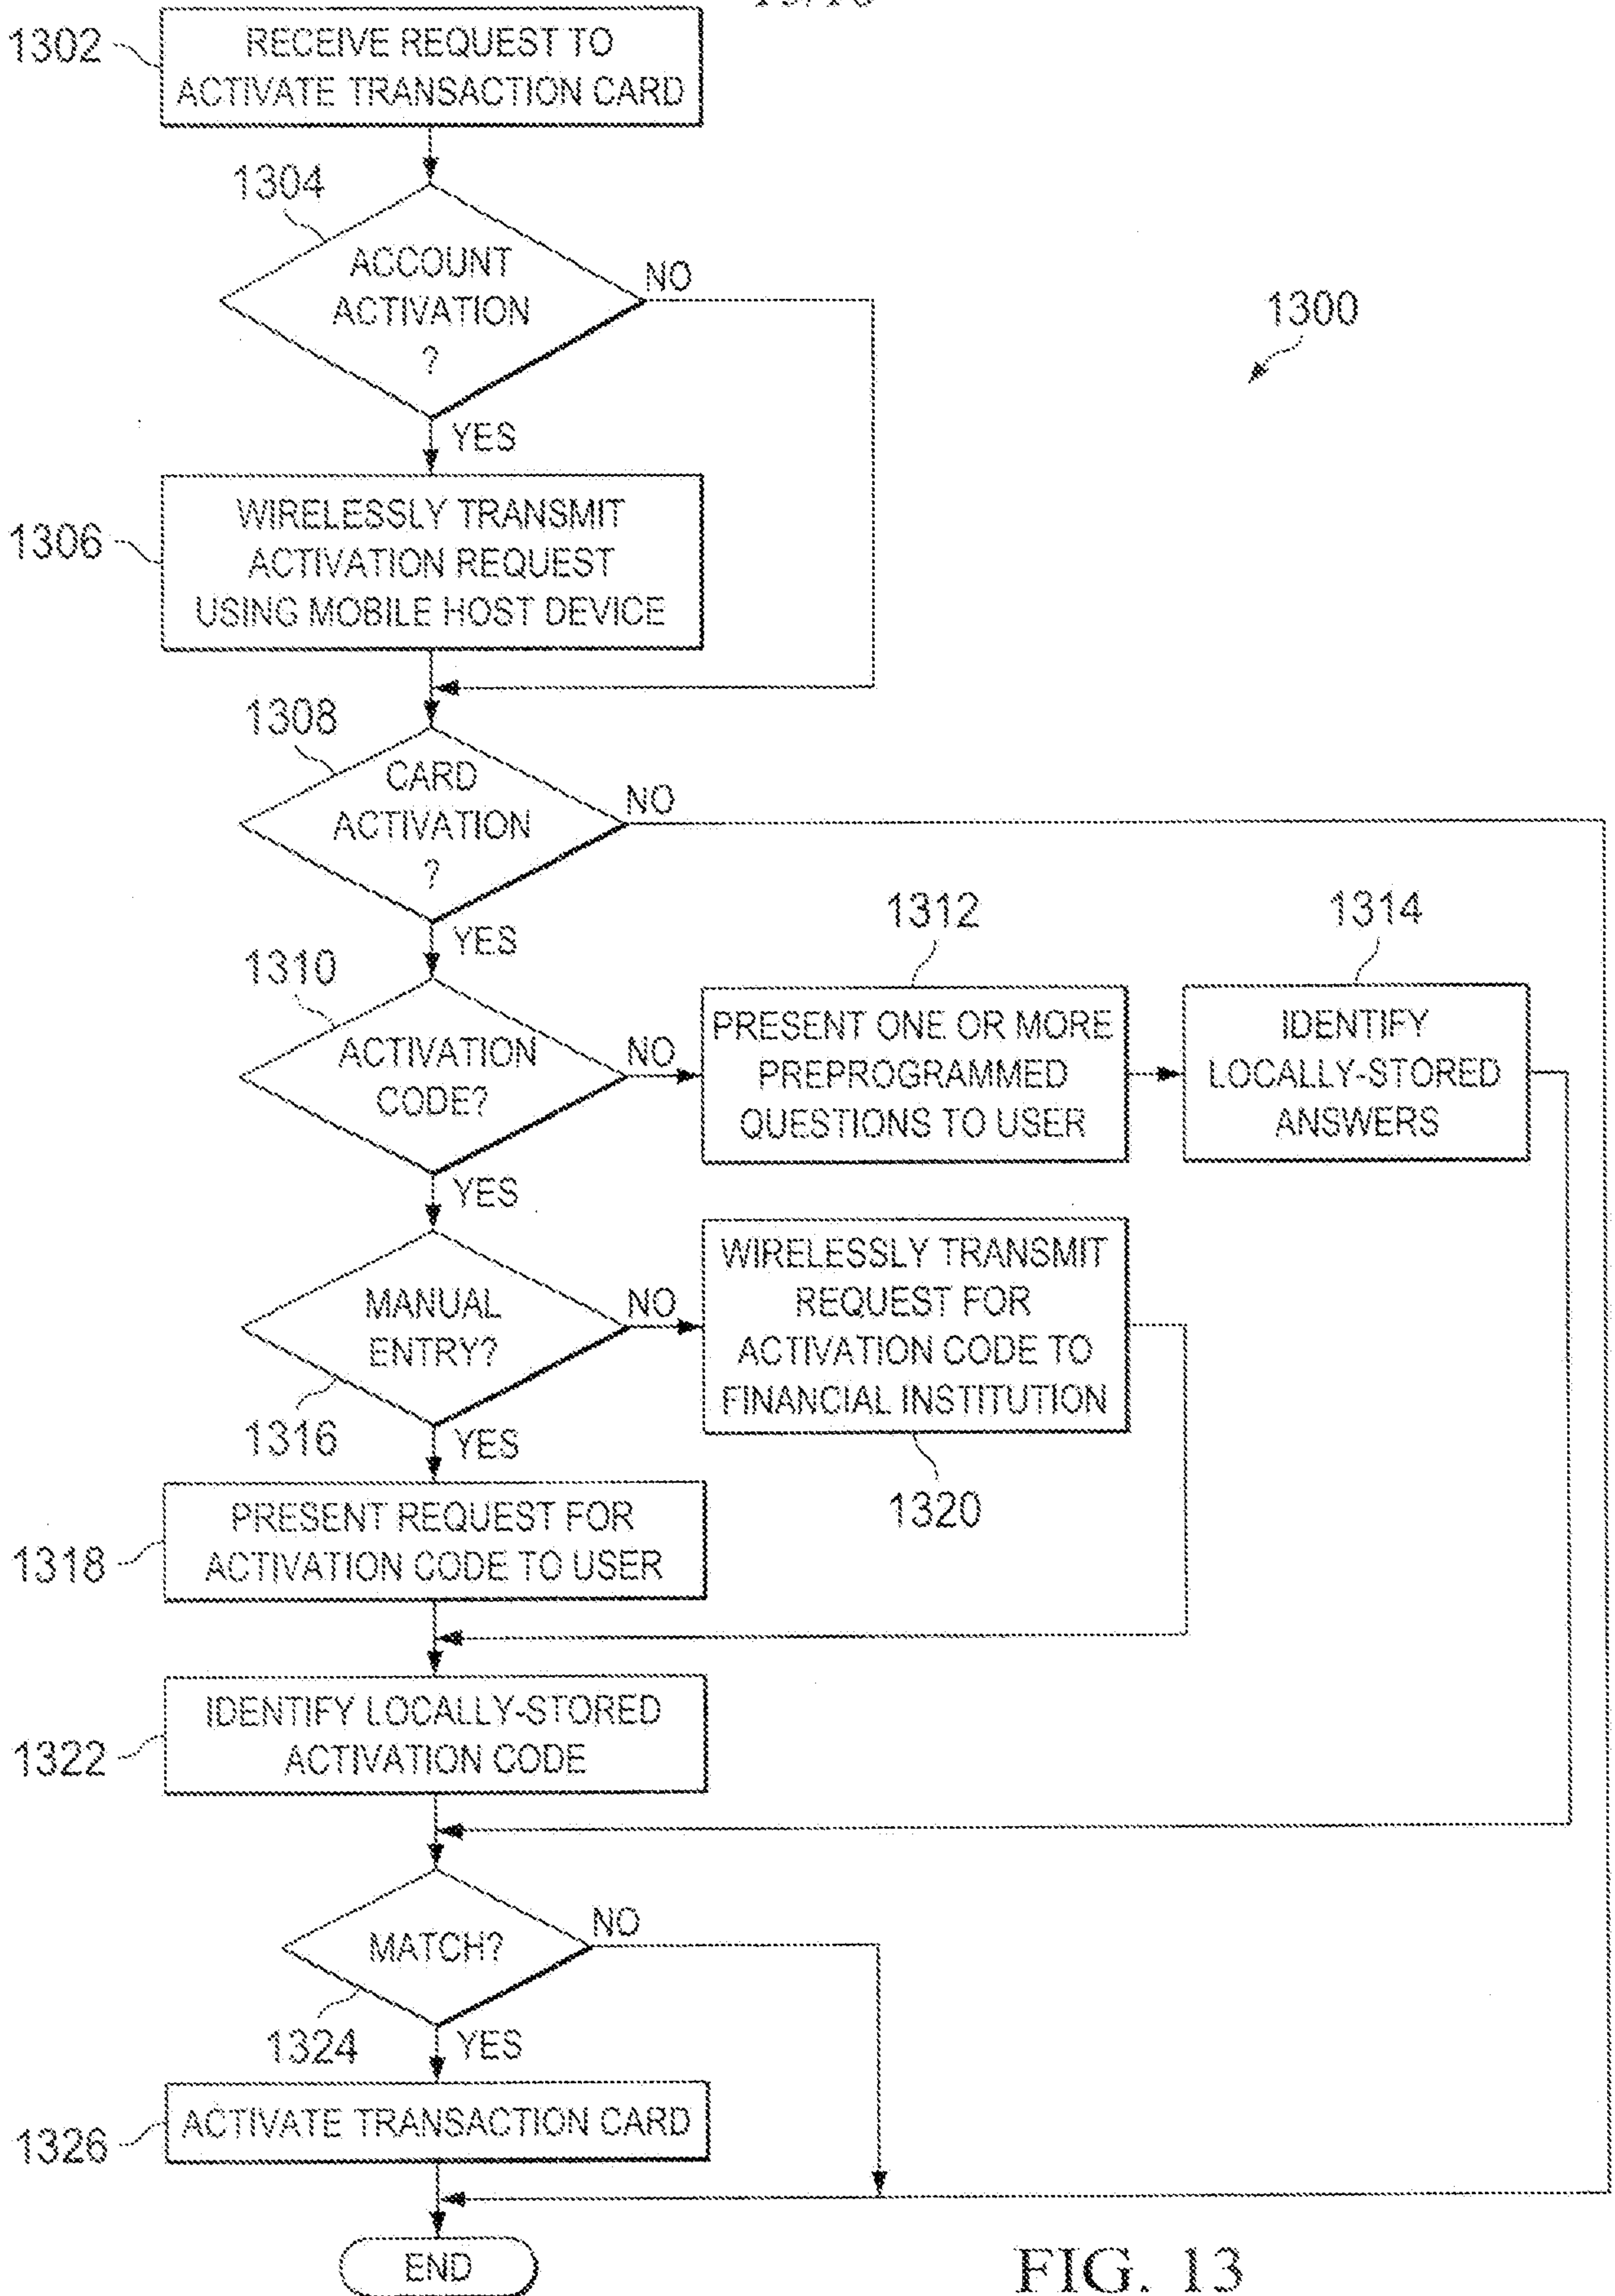 1302
RECEIVE REQUEST TO
ACTIVATE TRANSACTION CARD
1304
ACCOUNT
ACTIVATION
?
NO
1300
YES
1306
WIRELESSLY TRANSMIT
ACTIVATION REQUEST
USING MOBILE HOST DEVICE
1308
CARD
ACTIVATION
?
NO
YES
1310
ACTIVATION
CODE?
NO
1312
PRESENT ONE OR MORE
PREPROGRAMMED
QUESTIONS TO USER
1314
IDENTIFY
LOCALLY-STORED
ANSWERS
YES
MANUAL
ENTRY?
1316
NO
WIRELESSLY TRANSMIT
REQUEST FOR
ACTIVATION CODE TO
FINANCIAL INSTITUTION
1320
YES
1318
PRESENT REQUEST FOR
ACTIVATION CODE TO USER
1322
IDENTIFY LOCALLY-STORED
ACTIVATION CODE
MATCH?
NO
1324
YES
1326
ACTIVATE TRANSACTION CARD
END
FIG. 13